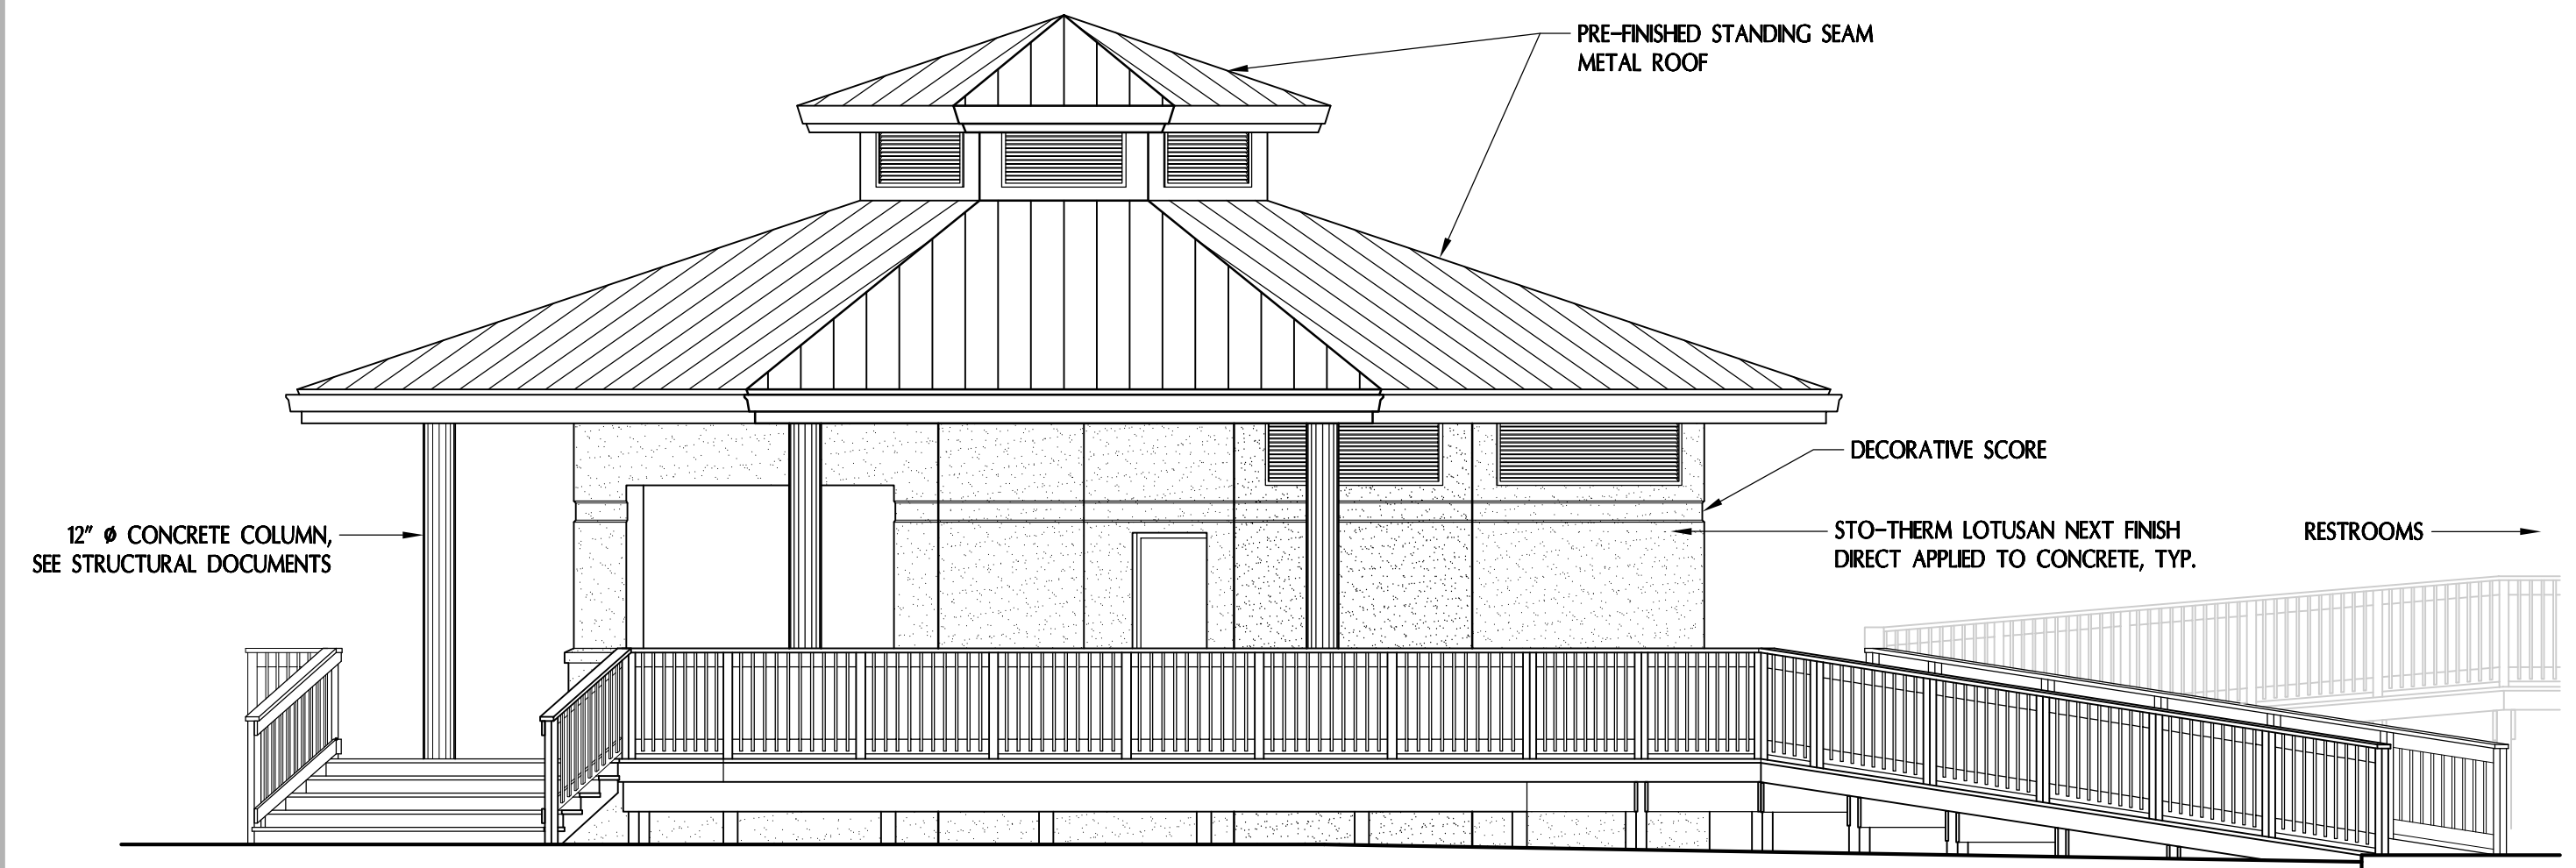 PRE-FINISHED STANDING SEAM
METAL ROOF
DECORATIVE SCORE
12" Ø CONCRETE COLUMN,
SEE STRUCTURAL DOCUMENTS
STO-THERM LOTUSAN NEXT FINISH
DIRECT APPLIED TO CONCRETE, TYP.
RESTROOMS